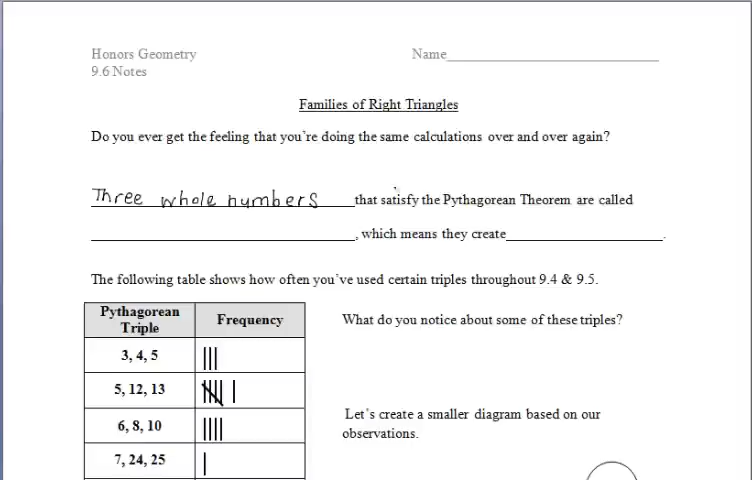 Honors Geometry Name
9.6 Notes
Families of Right Triangles
Do you ever get the feeling that you're doing the same calculations over and over again?
Three whole numbers that satisfy the Pythagorean Theorem are called
, which means they create .
The following table shows how often you've used certain triples throughout 9.4 & 9.5.
Pythagorean Triple Frequency
3, 4, 5
5, 12, 13
6, 8, 10
7, 24, 25
What do you notice about some of these triples?
Let's create a smaller diagram based on our
observations.